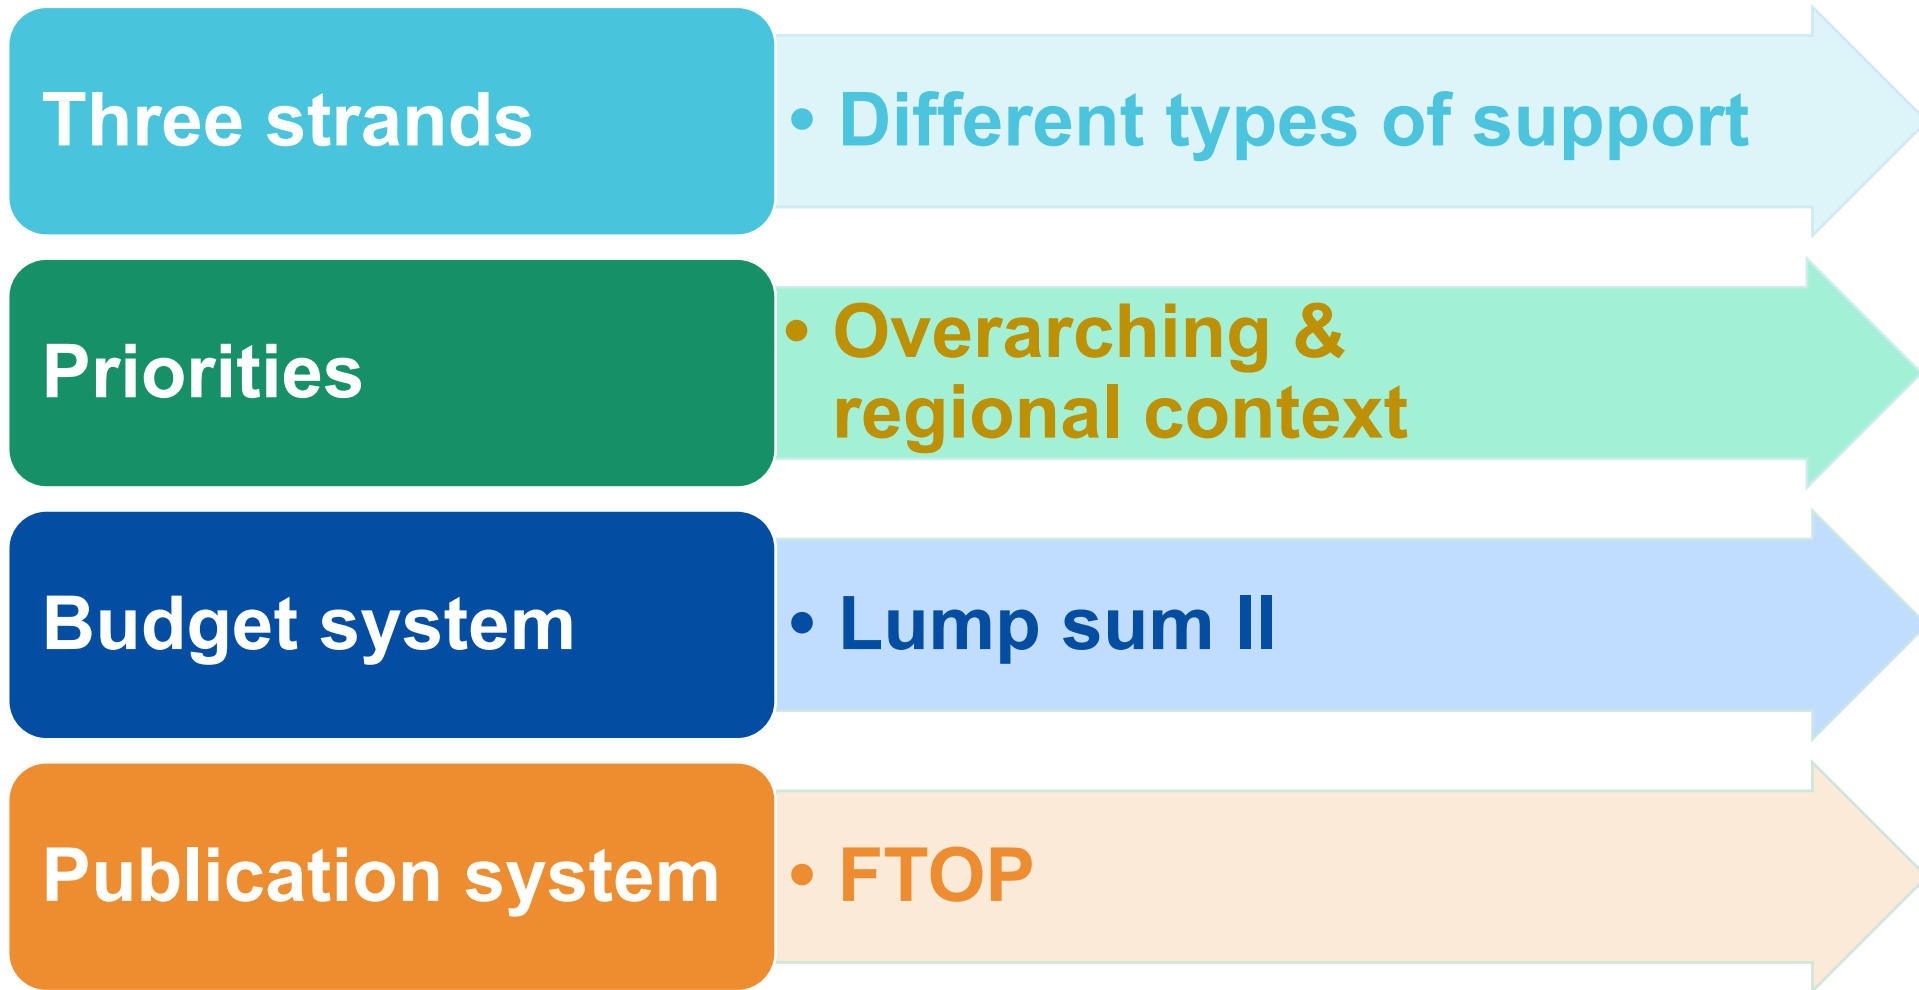 Three strands
• Different types of support
Priorities
• Overarching &
regional context
Budget system
• Lump sum II
Publication system
• FTOP